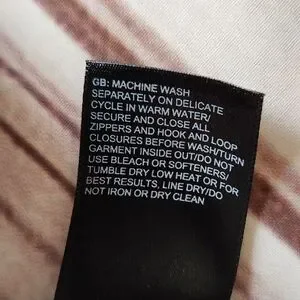 GB: MACHINE WASH
SEPARATELY ON DELICATE
CYCLE IN WARM WATER/
SECURE AND CLOSE ALL
ZIPPERS AND HOOK AND LOOP
CLOSURES BEFORE WASH/TURN
GARMENT INSIDE OUT/DO NOT
USE BLEACH OR SOFTENERS/
TUMBLE DRY LOW HEAT OR FOR
BEST RESULTS, LINE DRY/DO
NOT IRON OR DRY CLEAN